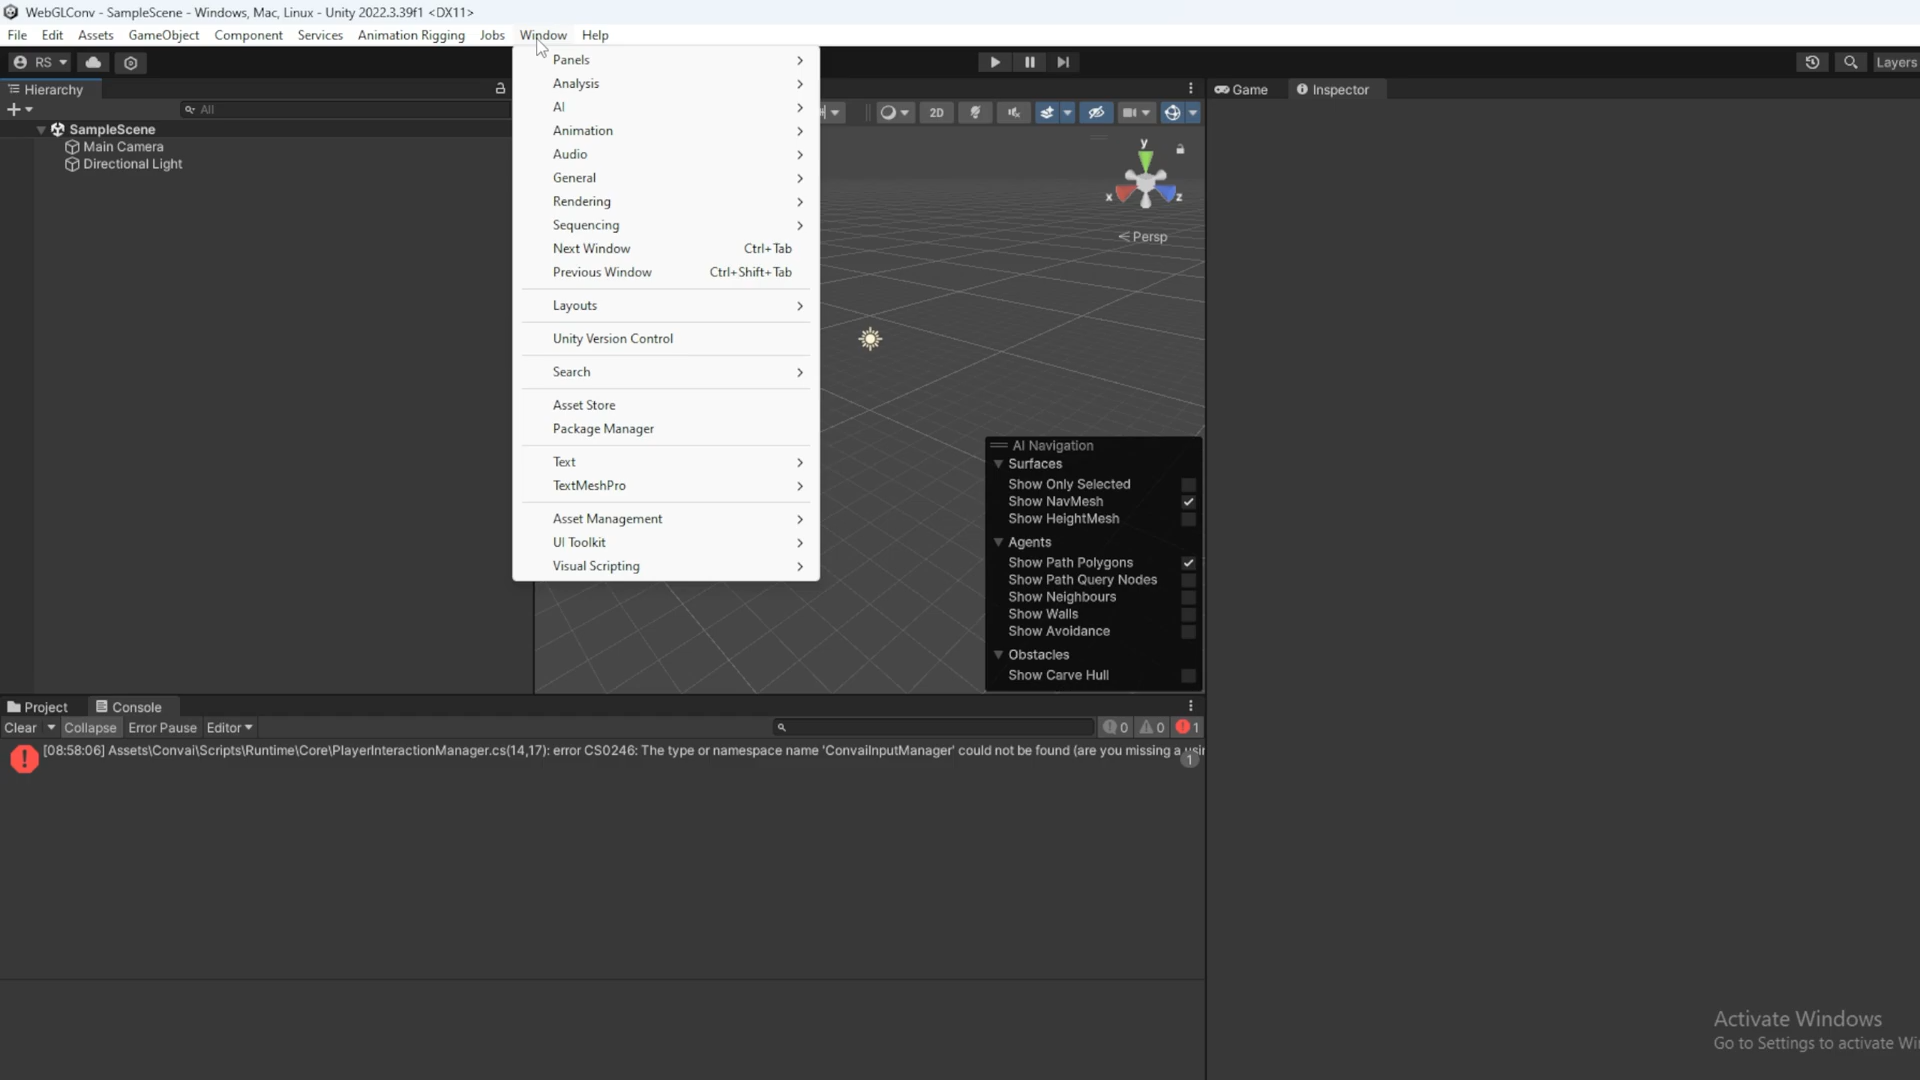 WebGLConv - SampleScene - Windows, Mac, Linux - Unity 2022.3.39f1 <DX11>
File Edit Assets GameObject Component Services Animation Rigging Jobs Window Help
RS Layers
Hierarchy
All
SampleScene
Main Camera
Directional Light
Panels
Analysis
AI
Animation
Audio
General
Rendering
Sequencing
Next Window Ctrl+Tab
Previous Window Ctrl+Shift+Tab
Layouts
Unity Version Control
Search
Asset Store
Package Manager
Text
TextMeshPro
Asset Management
UI Toolkit
Visual Scripting
2D
y
x z
Persp
AI Navigation
Surfaces
Show Only Selected
Show NavMesh
Show HeightMesh
Agents
Show Path Polygons
Show Path Query Nodes
Show Neighbours
Show Walls
Show Avoidance
Obstacles
Show Carve Hull
Game Inspector
Project Console
Clear Collapse Error Pause Editor 0 0 1
[08:58:06] Assets\Convai\Scripts\Runtime\Core\PlayerInteractionManager.cs(14,17): error CS0246: The type or namespace name 'ConvaiInputManager' could not be found (are you missing a
1
Activate Windows
Go to Settings to activate